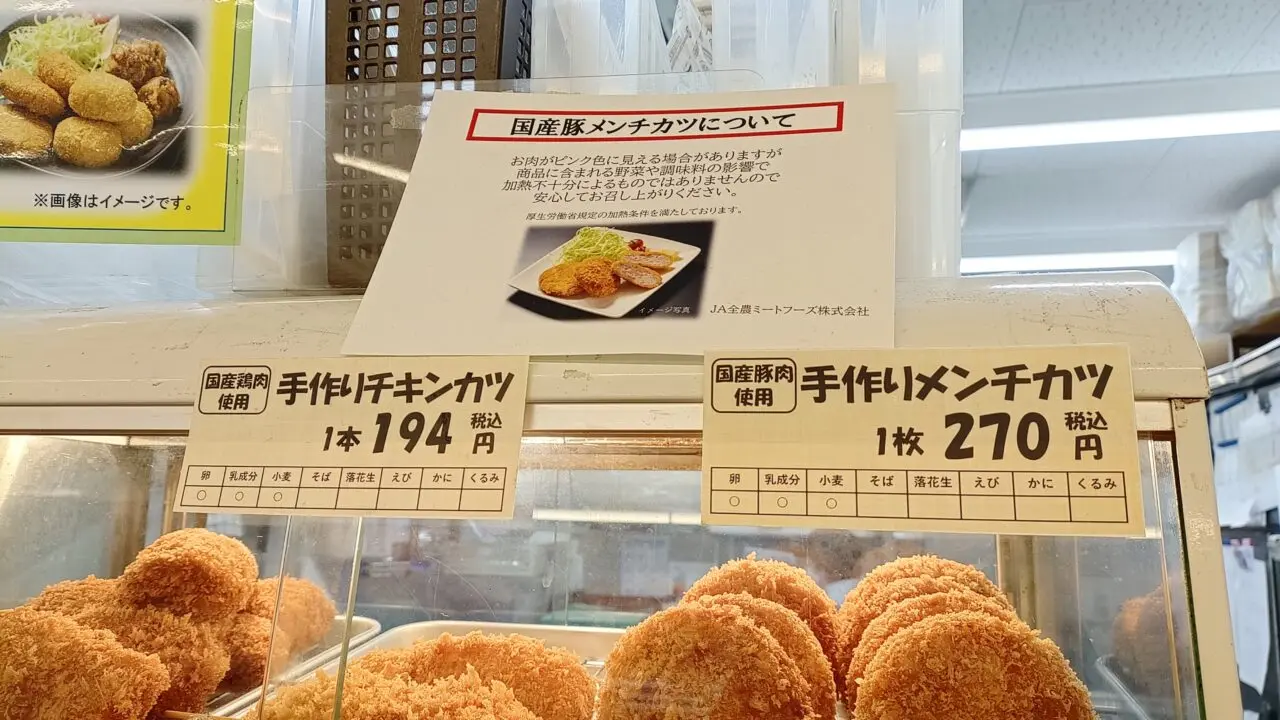 ※画像はイメージです。
国産豚メンチカツについて
お肉がピンク色に見える場合がありますが
商品に含まれる野菜や調味料の影響で
加熱不十分によるものではありませんので
安心してお召し上がりください。
厚生労働省規定の加熱条件を満たしております。
イメージ写真
JA全農ミートフーズ株式会社
国産鶏肉
使用
手作りチキンカツ
1本 194 税込
円
卵 乳成分 小麦 そば 落花生 えび かに くるみ
○ ○ ○
国産豚肉
使用
手作りメンチカツ
1枚 270 税込
円
卵 乳成分 小麦 そば 落花生 えび かに くるみ
○ ○ ○